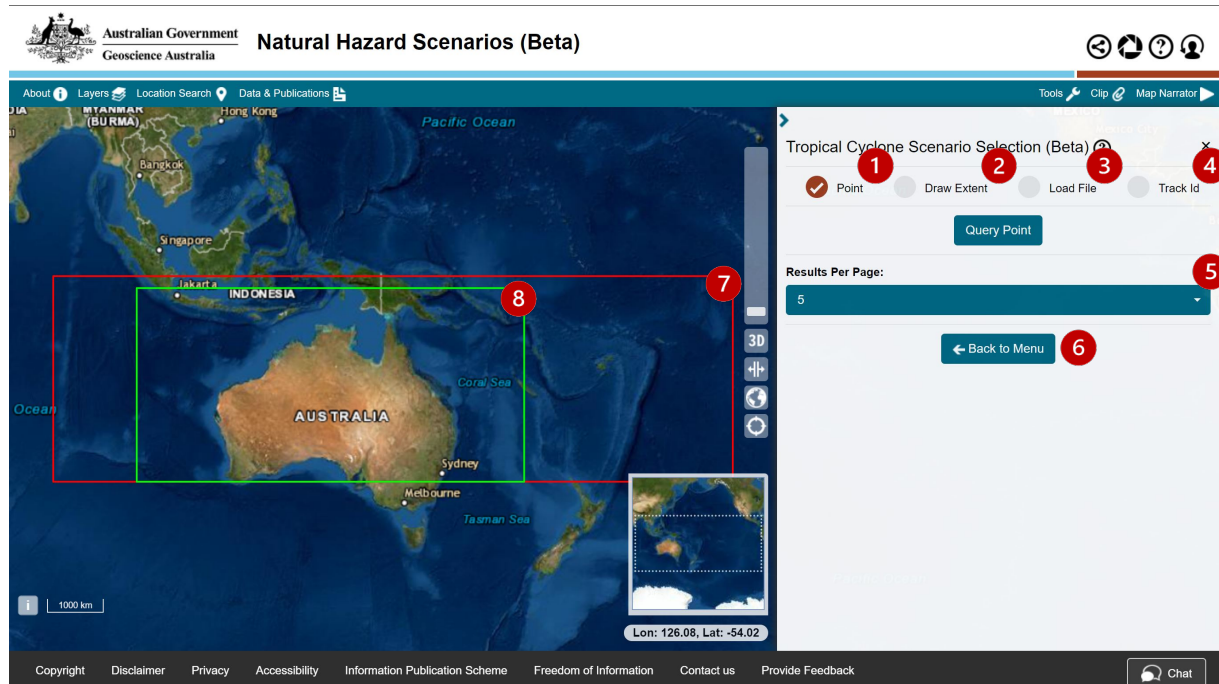 Australian Government
Geoscience Australia
Natural Hazard Scenarios (Beta)
About Layers Location Search Data & Publications
Tools Clip Map Narrator
MYANMAR
(BURMA)
Hong Kong
Pacific Ocean
Bangkok
Singapore
Jakarta
INDONESIA
7
8
3D
Coral Sea
Ocean
AUSTRALIA
Sydney
Melbourne
Tasman Sea
1000 km
Lon: 126.08, Lat: -54.02
Tropical Cyclone Scenario Selection (Beta)
1 2 3 4
Point Draw Extent Load File Track Id
Query Point
Results Per Page:
5
5
Back to Menu
6
Copyright Disclaimer Privacy Accessibility Information Publication Scheme Freedom of Information Contact us Provide Feedback
Chat